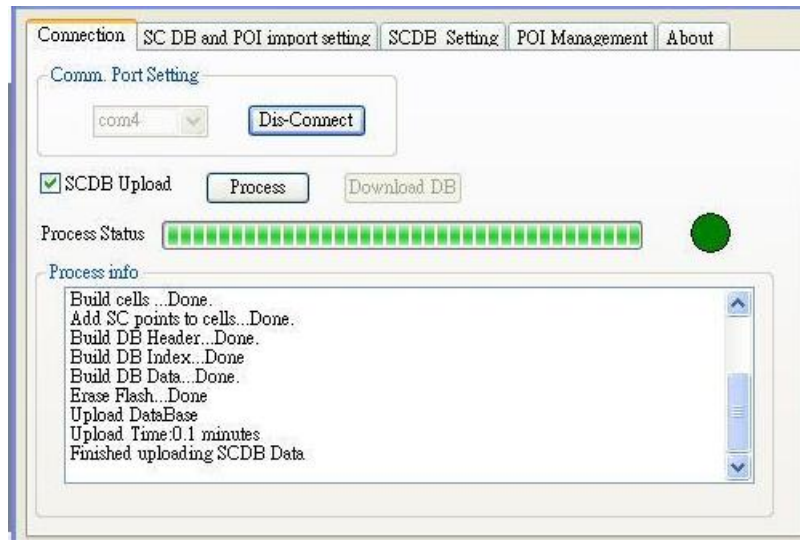 Connection SC DB and POI import setting SCDB Setting POI Management About
Comm. Port Setting
com4 Dis-Connect
SCDB Upload Process Download DB
Process Status
Process info
Build cells ...Done.
Add SC points to cells...Done.
Build DB Header...Done.
Build DB Index...Done
Build DB Data...Done.
Erase Flash...Done
Upload DataBase
Upload Time:0.1 minutes
Finished uploading SCDB Data